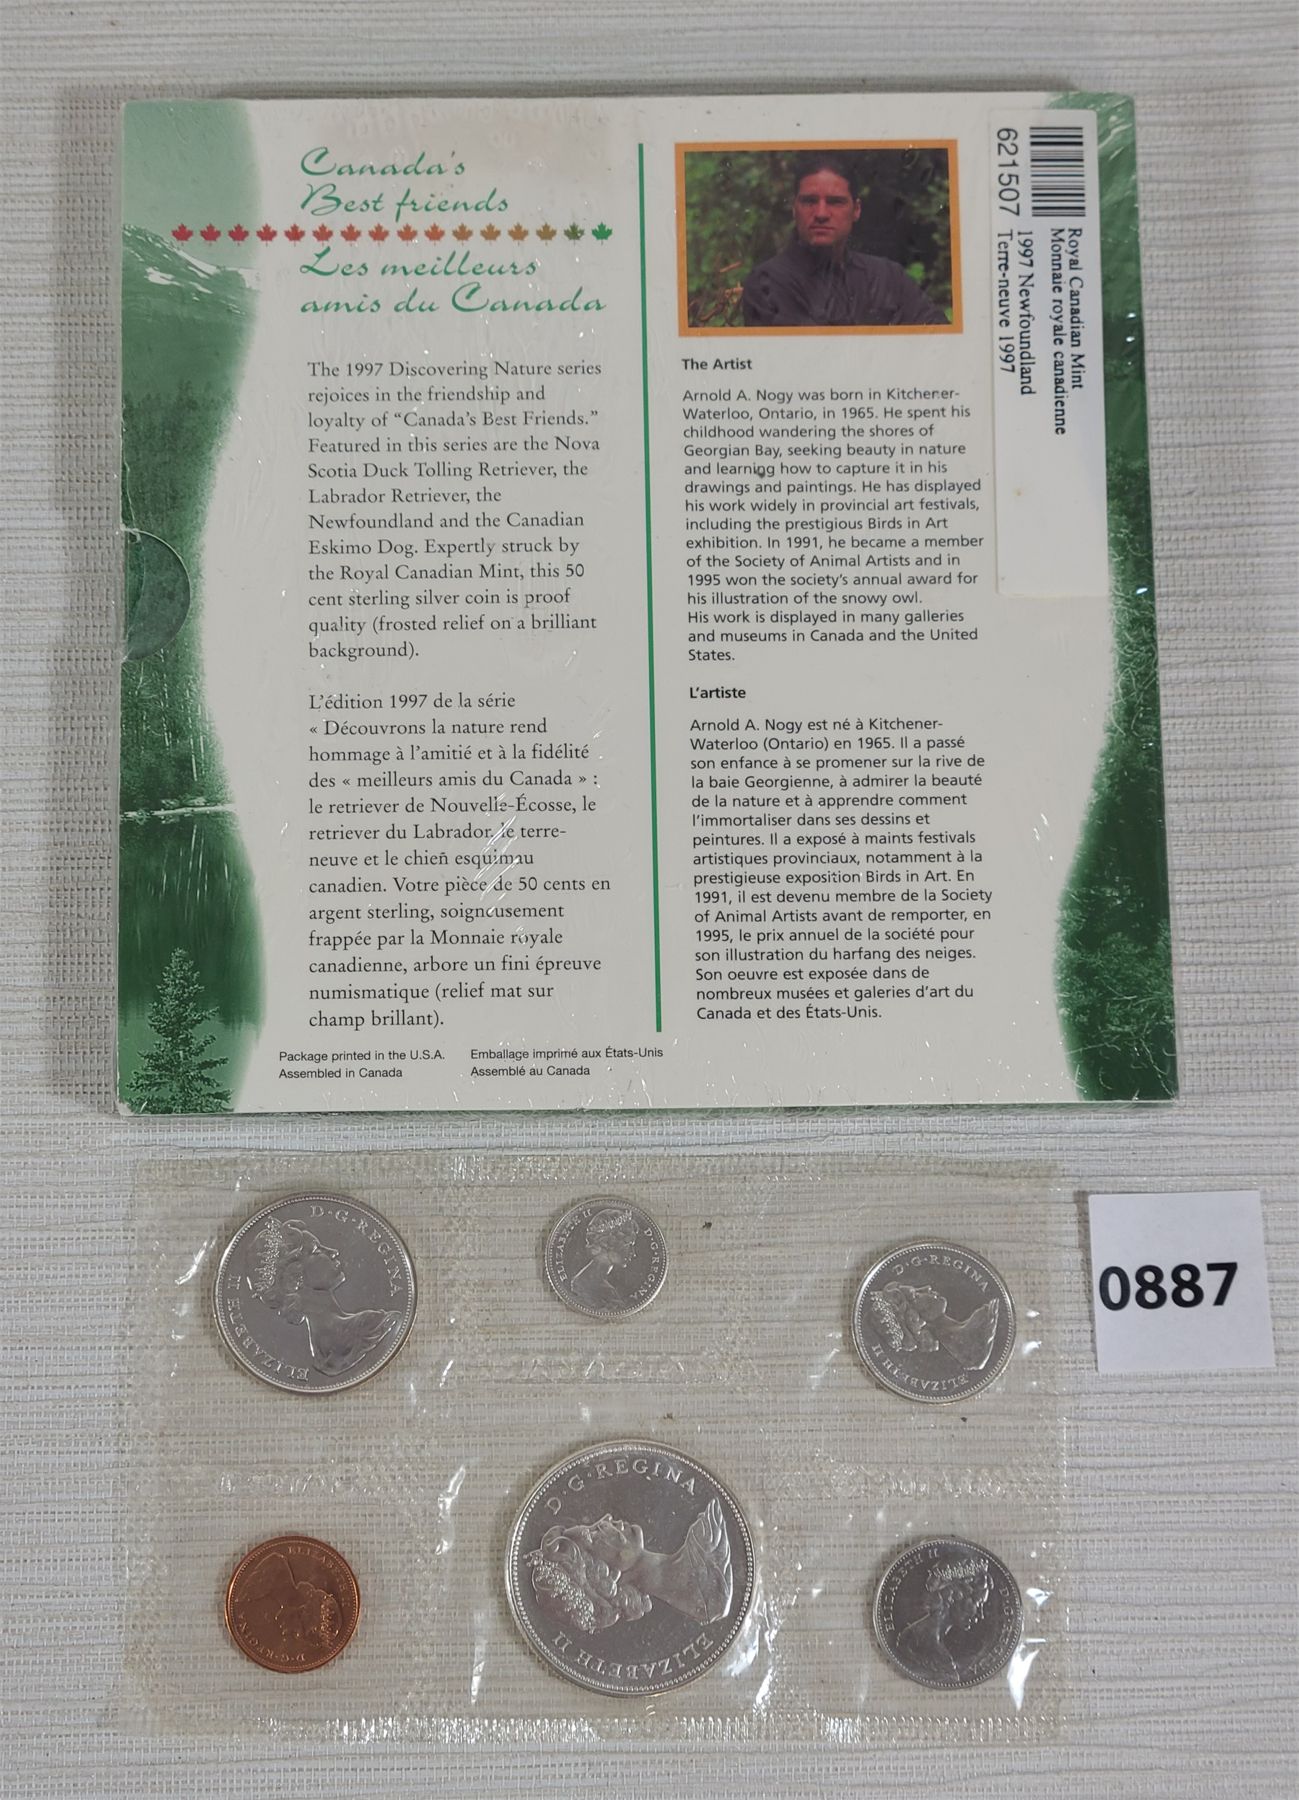 Canada's
Best friends
Les meilleurs
amis du Canada
The 1997 Discovering Nature series
rejoices in the friendship and
loyalty of “Canada's Best Friends.”
Featured in this series are the Nova
Scotia Duck Tolling Retriever, the
Labrador Retriever, the
Newfoundland and the Canadian
Eskimo Dog. Expertly struck by
the Royal Canadian Mint, this 50
cent sterling silver coin is proof
quality (frosted relief on a brilliant
background).
L'édition 1997 de la série
« Découvrons la nature rend
hommage à l'amitié et à la fidélité
des « meilleurs amis du Canada » :
le retriever de Nouvelle-Écosse, le
retriever du Labrador, le terre-
neuve et le chien esquimau
canadien. Votre pièce de 50 cents en
argent sterling, soigneusement
frappée par la Monnaie royale
canadienne, arbore un fini épreuve
numismatique (relief mat sur
champ brillant).
Package printed in the U.S.A.
Assembled in Canada
Emballage imprimé aux États-Unis
Assemblé au Canada
The Artist
Arnold A. Nogy was born in Kitchener-
Waterloo, Ontario, in 1965. He spent his
childhood wandering the shores of
Georgian Bay, seeking beauty in nature
and learning how to capture it in his
drawings and paintings. He has displayed
his work widely in provincial art festivals,
including the prestigious Birds in Art
exhibition. In 1991, he became a member
of the Society of Animal Artists and in
1995 won the society's annual award for
his illustration of the snowy owl.
His work is displayed in many galleries
and museums in Canada and the United
States.
L'artiste
Arnold A. Nogy est né à Kitchener-
Waterloo (Ontario) en 1965. Il a passé
son enfance à se promener sur la rive de
la baie Georgienne, à admirer la beauté
de la nature et à apprendre comment
l'immortaliser dans ses dessins et
peintures. Il a exposé à maints festivals
artistiques provinciaux, notamment à la
prestigieuse exposition Birds in Art. En
1991, il est devenu membre de la Society
of Animal Artists avant de remporter, en
1995, le prix annuel de la société pour
son illustration du harfang des neiges.
Son oeuvre est exposée dans de
nombreux musées et galeries d'art du
Canada et des États-Unis.
621507
Royal Canadian Mint
Monnaie royale canadienne
1997 Newfoundland
Terre-neuve 1997
ELIZABETH II D·G·REGINA
ELIZABETH II D·G·REGINA
ELIZABETH II D·G·REGINA
0887
ELIZABETH II D·G·REGINA
ELIZABETH II D·G·REGINA
ELIZABETH II D·G·REGINA